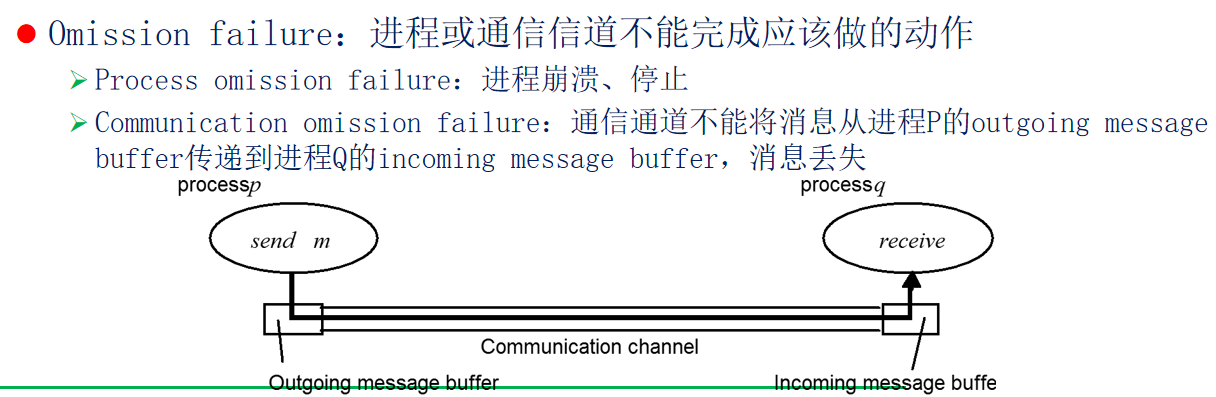 Omission failure：进程或通信信道不能完成应该做的动作
Process omission failure：进程崩溃、停止
Communication omission failure：通信通道不能将消息从进程P的outgoing message
buffer传递到进程Q的incoming message buffer，消息丢失
processp
processq
send m
receive
Communication channel
Outgoing message buffer
Incoming message buffe